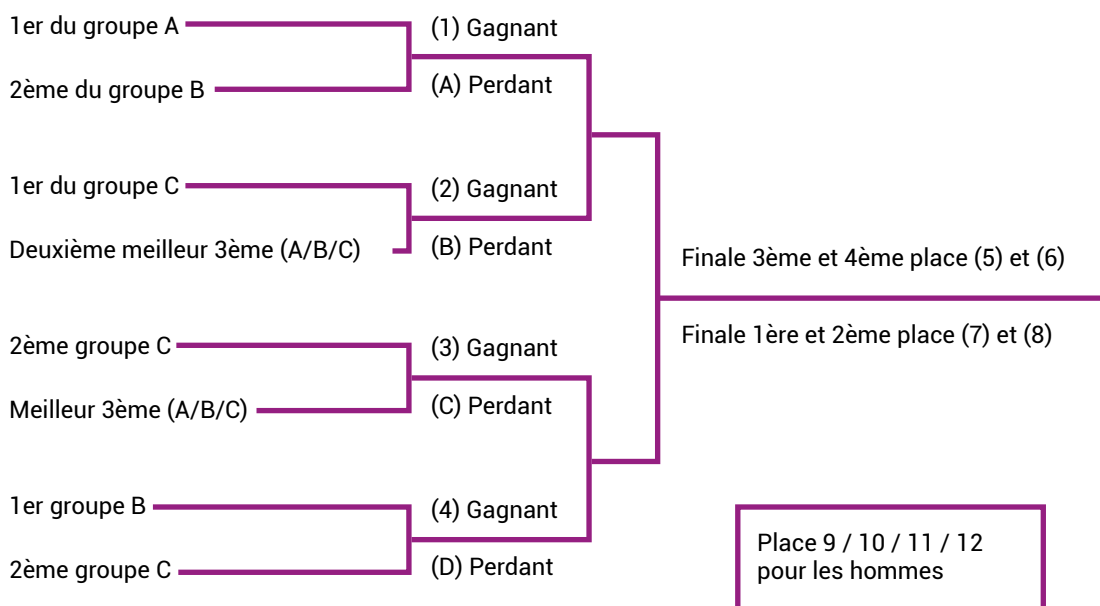 1er du groupe A
(1) Gagnant
2ème du groupe B
(A) Perdant
1er du groupe C
(2) Gagnant
Deuxième meilleur 3ème (A/B/C)
(B) Perdant
Finale 3ème et 4ème place (5) et (6)
Finale 1ère et 2ème place (7) et (8)
2ème groupe C
(3) Gagnant
Meilleur 3ème (A/B/C)
(C) Perdant
1er groupe B
(4) Gagnant
2ème groupe C
(D) Perdant
Place 9 / 10 / 11 / 12
pour les hommes